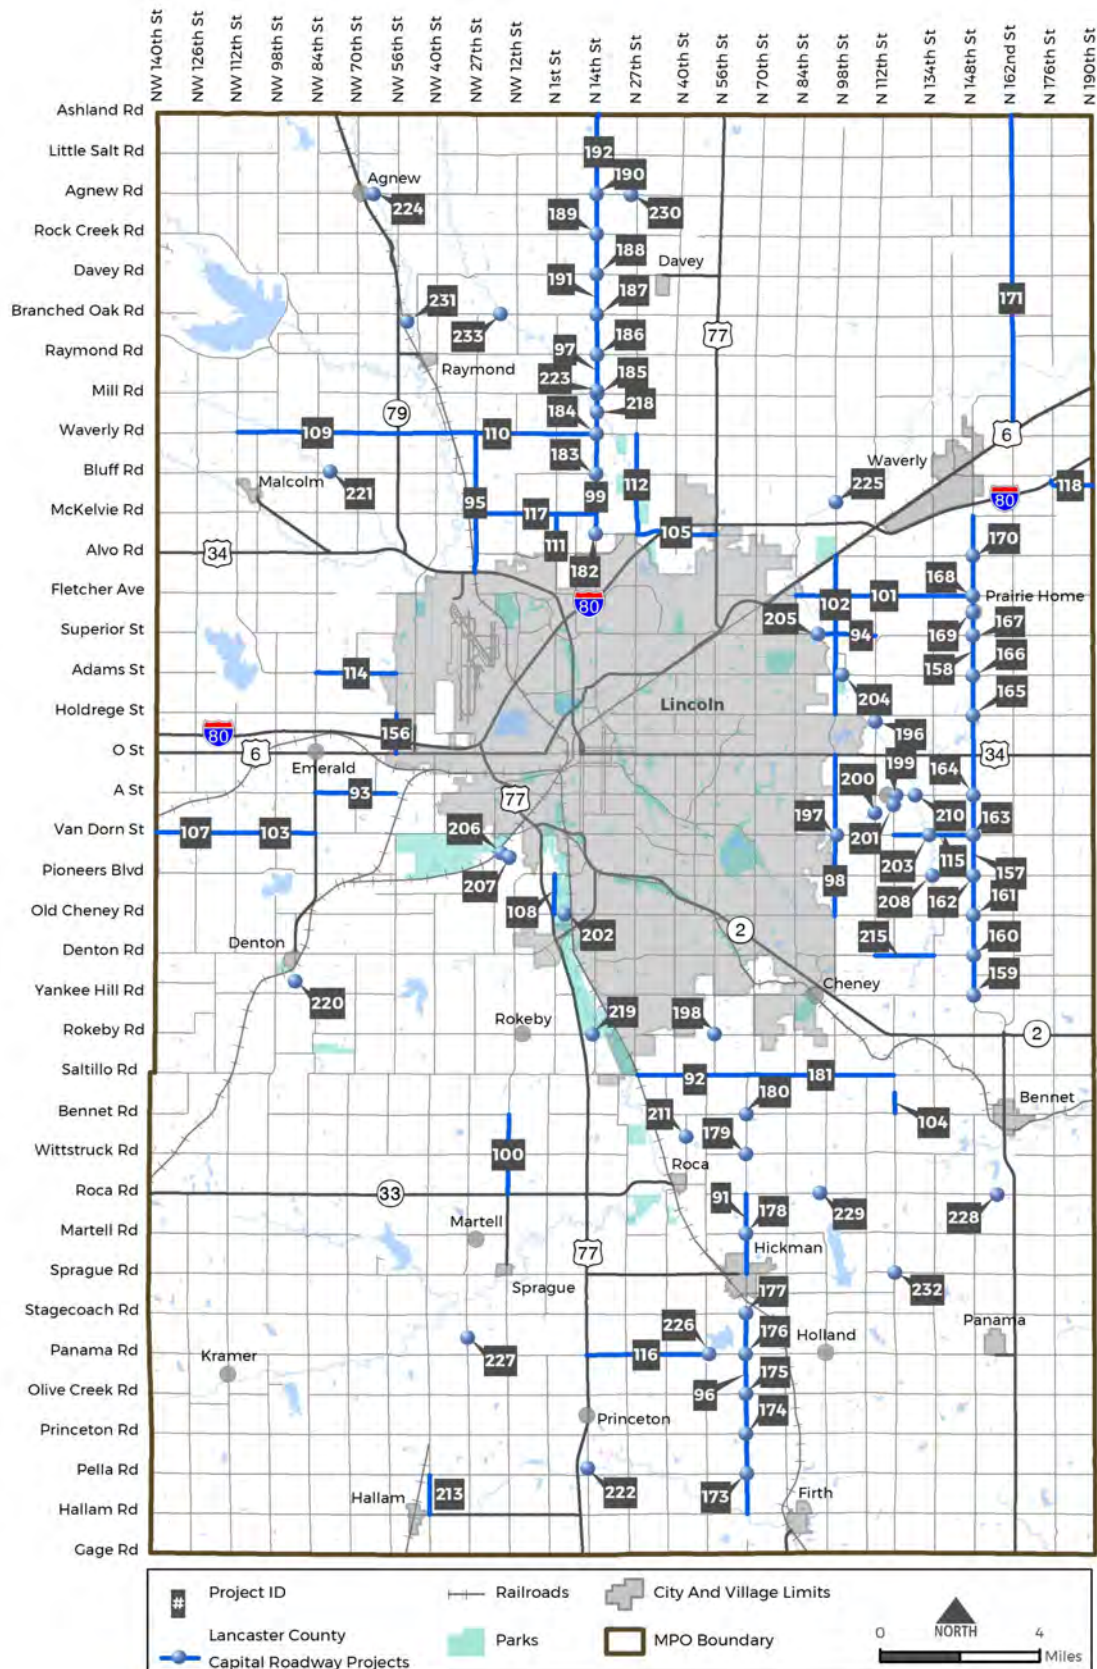 NW 140th St
NW 126th St
NW 112th St
NW 98th St
NW 84th St
NW 70th St
NW 56th St
NW 40th St
NW 27th St
NW 12th St
N 1st St
N 14th St
N 27th St
N 40th St
N 56th St
N 70th St
N 84th St
N 98th St
N 112th St
N 134th St
N 148th St
N 162nd St
N 176th St
N 190th St
Ashland Rd
Little Salt Rd
192
Agnew Rd
Agnew
190
224
230
Rock Creek Rd
189
188
Davey Rd
Davey
191
187
Branched Oak Rd
231
233
171
77
186
Raymond Rd
97
Raymond
Mill Rd
223
185
218
79
184
Waverly Rd
109
110
6
183
Waverly
Bluff Rd
Malcolm
221
95
99
112
225
118
80
McKelvie Rd
117
111
105
Alvo Rd
34
182
170
168
Fletcher Ave
80
102
101
Prairie Home
205
167
Superior St
94
169
166
158
Adams St
114
204
165
Lincoln
Holdrege St
80
156
196
O St
6
34
Emerald
199
200
164
A St
93
77
210
163
Van Dorn St
107
103
206
197
201
203
115
157
Pioneers Blvd
207
98
208
162
161
Old Cheney Rd
108
202
2
215
160
Denton Rd
Denton
159
Yankee Hill Rd
220
Cheney
219
198
Rokeby
Rokeby Rd
2
Saltillo Rd
92
181
180
Bennet
Bennet Rd
211
104
179
Wittstruck Rd
100
Roca
Roca Rd
33
91
178
229
228
Martell
Martell Rd
77
Hickman
Sprague Rd
Sprague
177
232
Stagecoach Rd
226
176
Holland
Panama
Panama Rd
Kramer
227
116
175
Olive Creek Rd
96
Princeton
174
Princeton Rd
Pella Rd
222
173
Hallam
213
Firth
Hallam Rd
Gage Rd
# Project ID
Railroads
City And Village Limits
Lancaster County
Capital Roadway Projects
Parks
MPO Boundary
NORTH
0
4
Miles